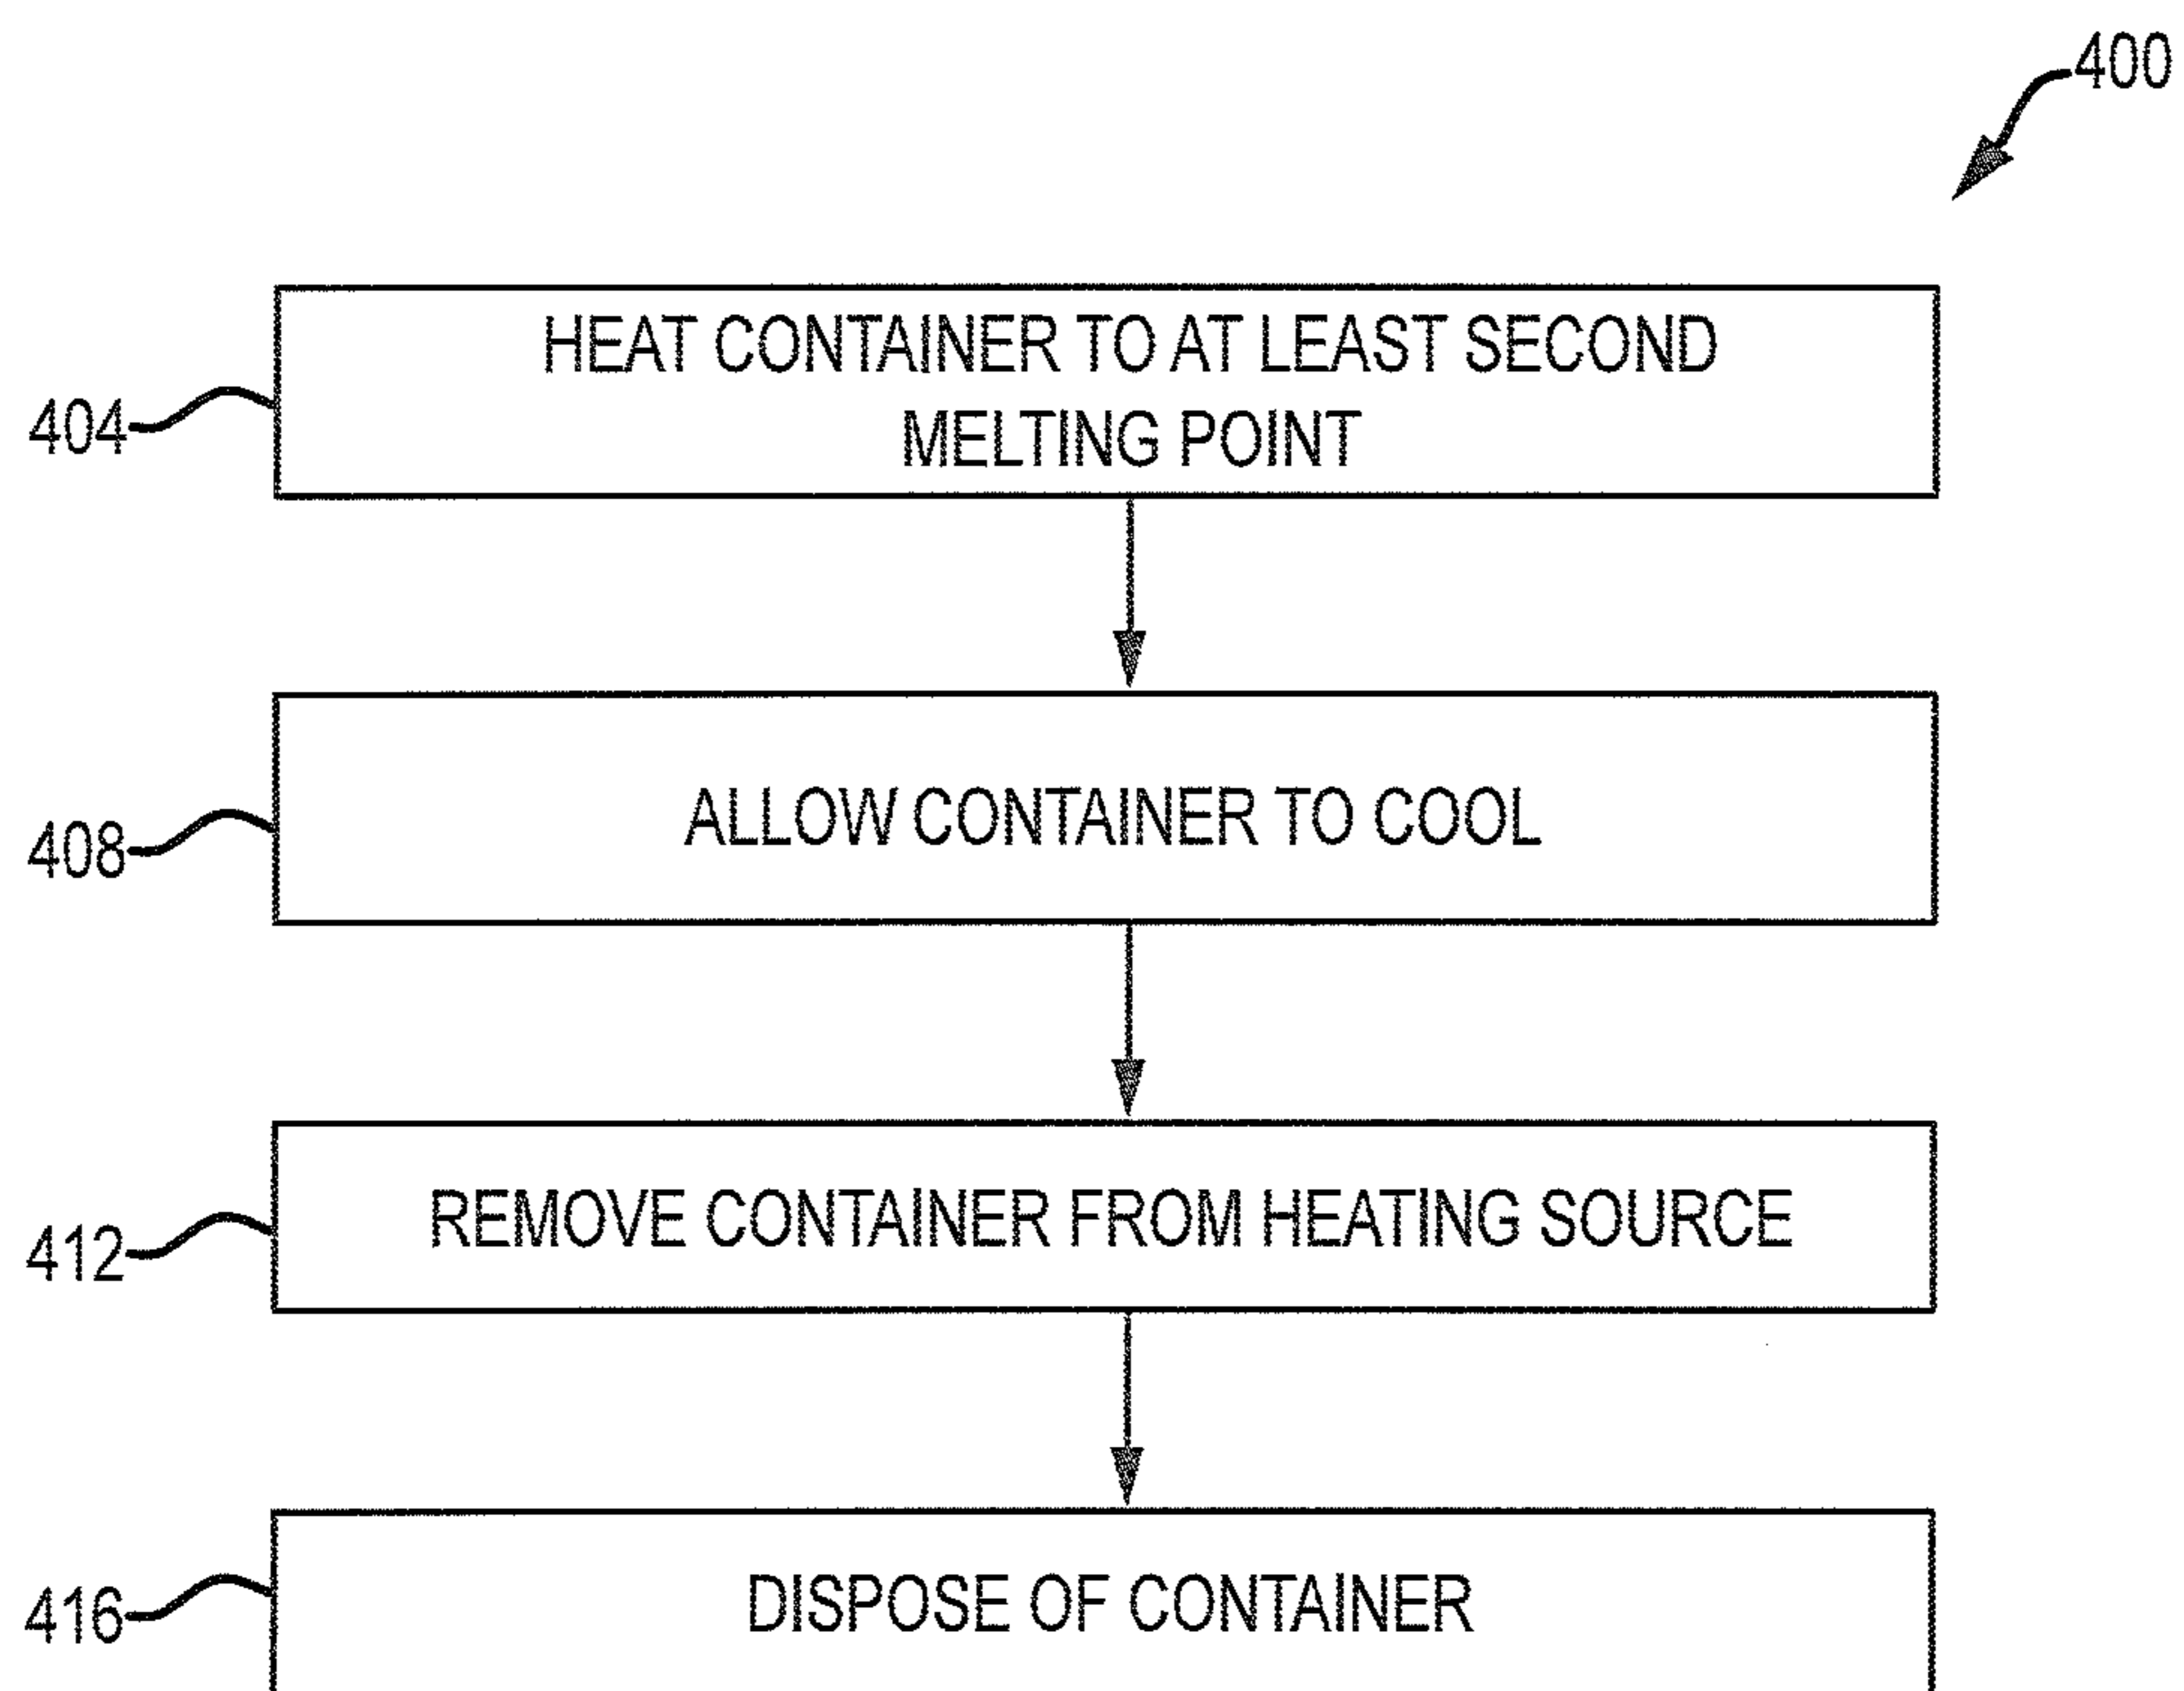 400
HEAT CONTAINER TO AT LEAST SECOND
MELTING POINT
404
ALLOW CONTAINER TO COOL
408
REMOVE CONTAINER FROM HEATING SOURCE
412
DISPOSE OF CONTAINER
416